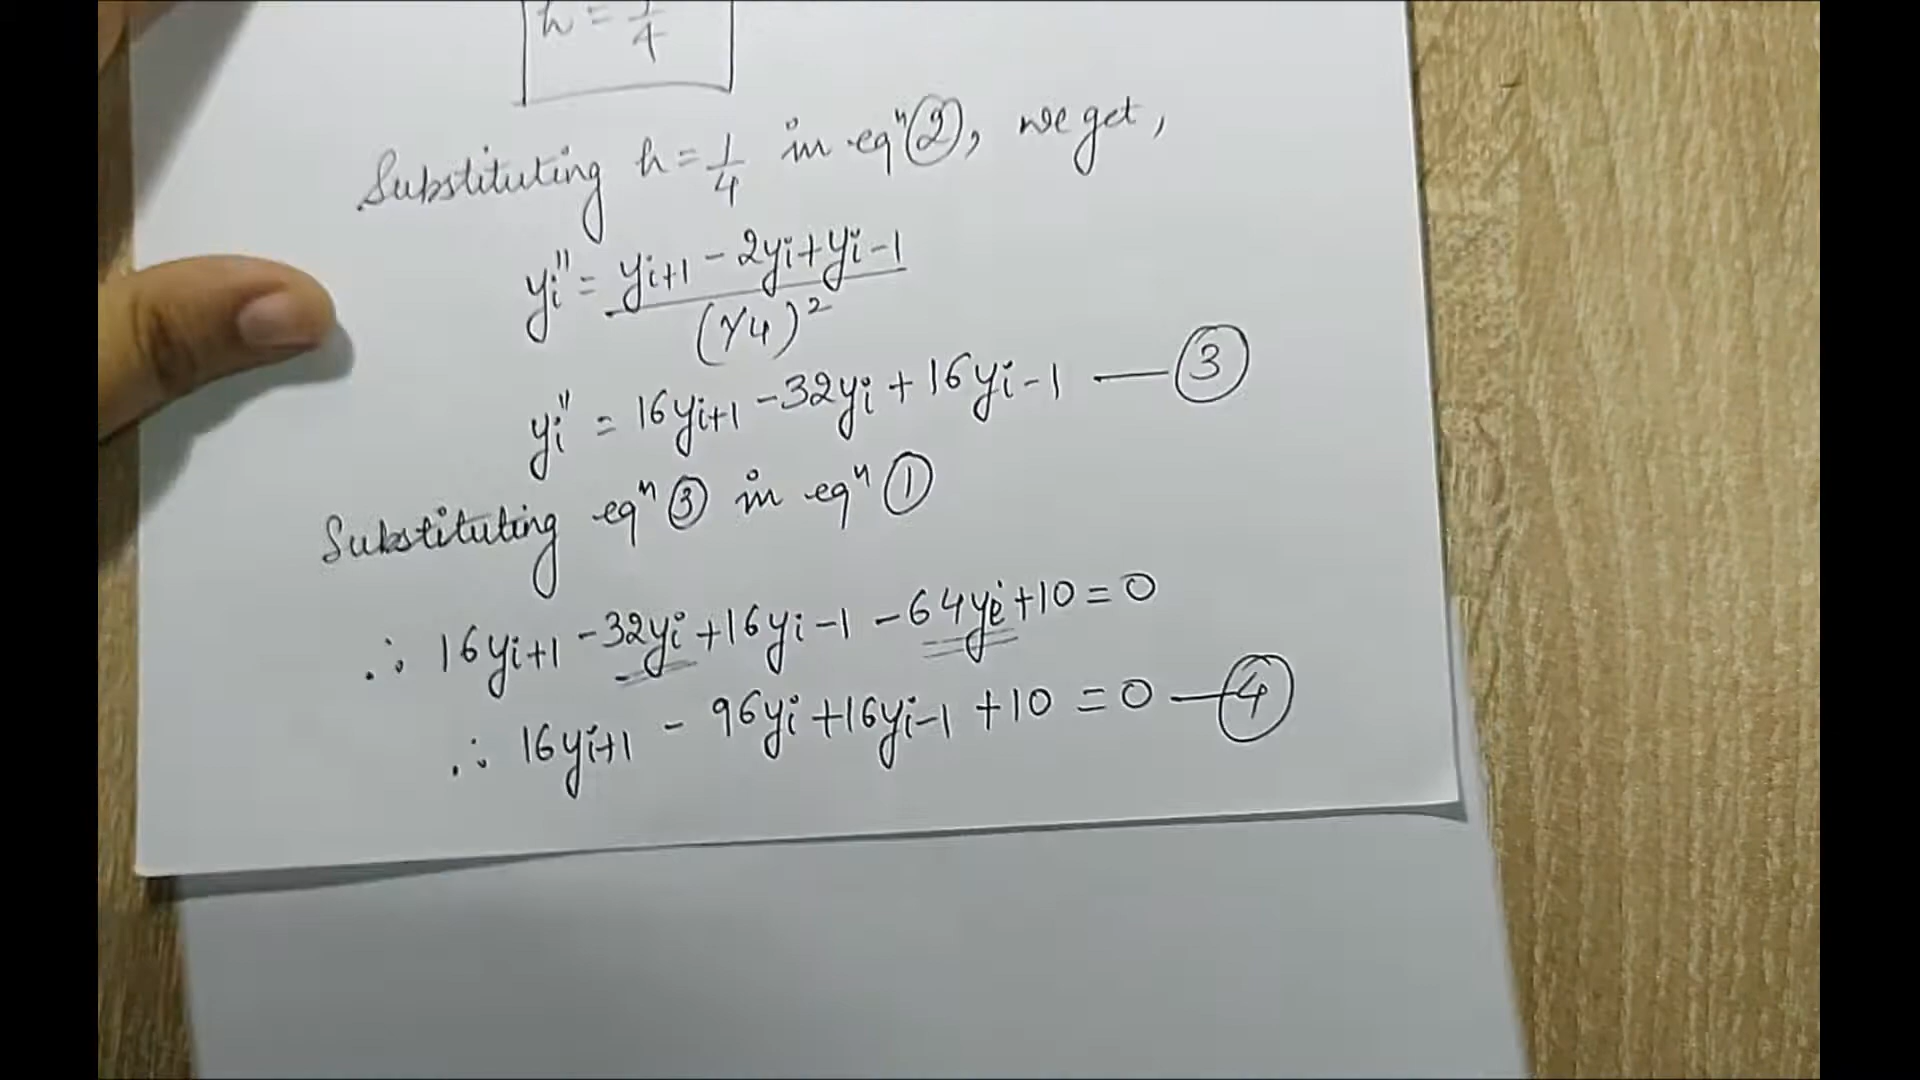 h = 1/4
Substituting h = 1/4 in eqⁿ ②, we get,
yi'' = yi+1 - 2yi + yi-1 / (1/4)²
yi'' = 16yi+1 - 32yi + 16yi-1 — ③
Substituting eqⁿ ③ in eqⁿ ①
∴ 16yi+1 - 32yi + 16yi-1 - 64yi + 10 = 0
∴ 16yi+1 - 96yi + 16yi-1 + 10 = 0 — ④